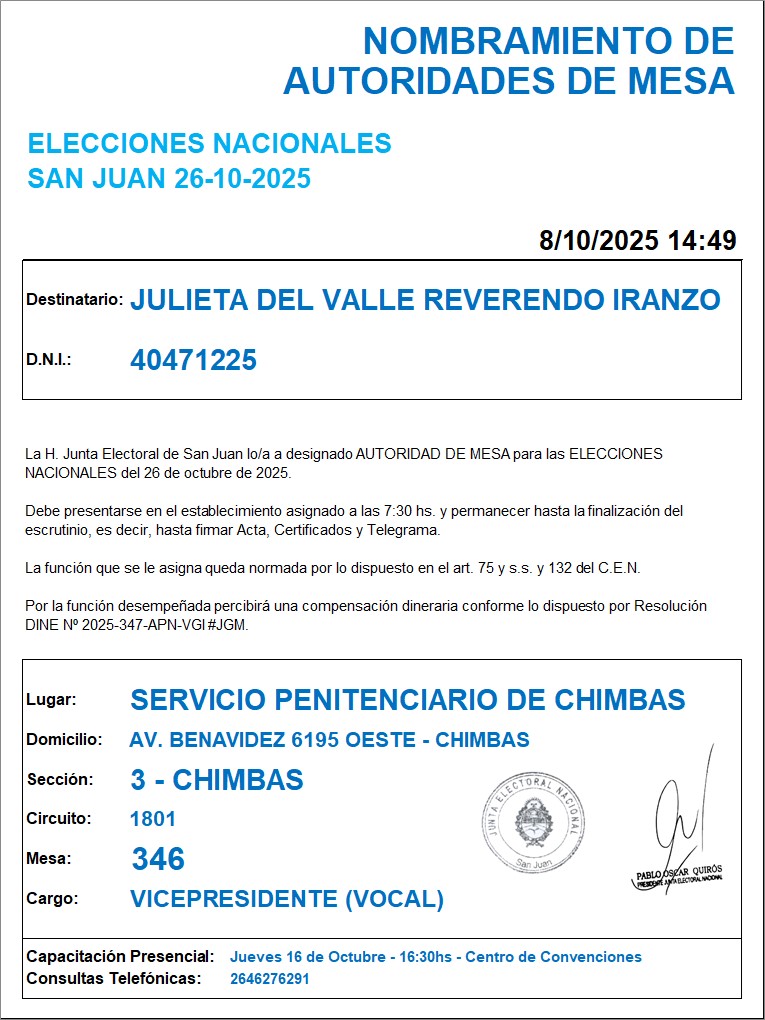 NOMBRAMIENTO DE
AUTORIDADES DE MESA
ELECCIONES NACIONALES
SAN JUAN 26-10-2025
8/10/2025 14:49
Destinatario: JULIETA DEL VALLE REVERENDO IRANZO
D.N.I.: 40471225
La H. Junta Electoral de San Juan lo/a a designado AUTORIDAD DE MESA para las ELECCIONES
NACIONALES del 26 de octubre de 2025.
Debe presentarse en el establecimiento asignado a las 7:30 hs. y permanecer hasta la finalización del
escrutinio, es decir, hasta firmar Acta, Certificados y Telegrama.
La función que se le asigna queda normada por lo dispuesto en el art. 75 y s.s. y 132 del C.E.N.
Por la función desempeñada percibirá una compensación dineraria conforme lo dispuesto por Resolución
DINE Nº 2025-347-APN-VGI#JGM.
Lugar: SERVICIO PENITENCIARIO DE CHIMBAS
Domicilio: AV. BENAVIDEZ 6195 OESTE - CHIMBAS
Sección: 3 - CHIMBAS
Circuito: 1801
Mesa: 346
Cargo: VICEPRESIDENTE (VOCAL)
JUNTA ELECTORAL NACIONAL
San Juan
PABLO OSCAR QUIRÓS
PRESIDENTE JUNTA ELECTORAL NACIONAL
Capacitación Presencial: Jueves 16 de Octubre - 16:30hs - Centro de Convenciones
Consultas Telefónicas: 2646276291